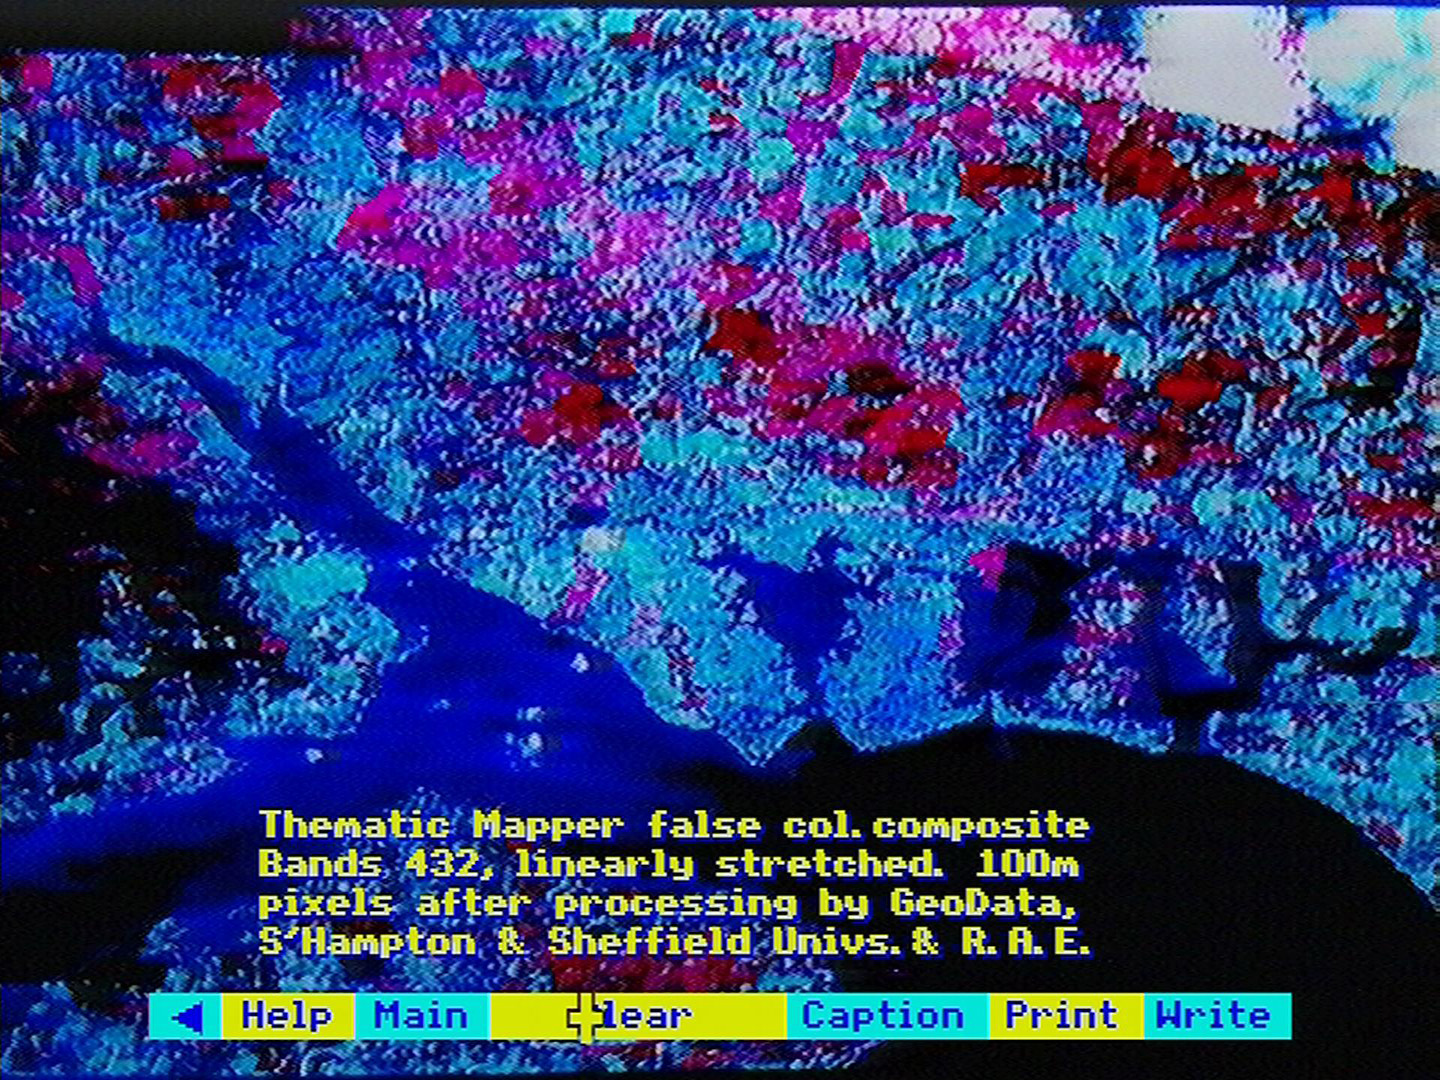 Thematic Mapper false col. composite
Bands 432, linearly stretched. 100m
pixels after processing by GeoData,
S'Hampton & Sheffield Univs. & R.A.E.
Help Main lear Caption Print Write